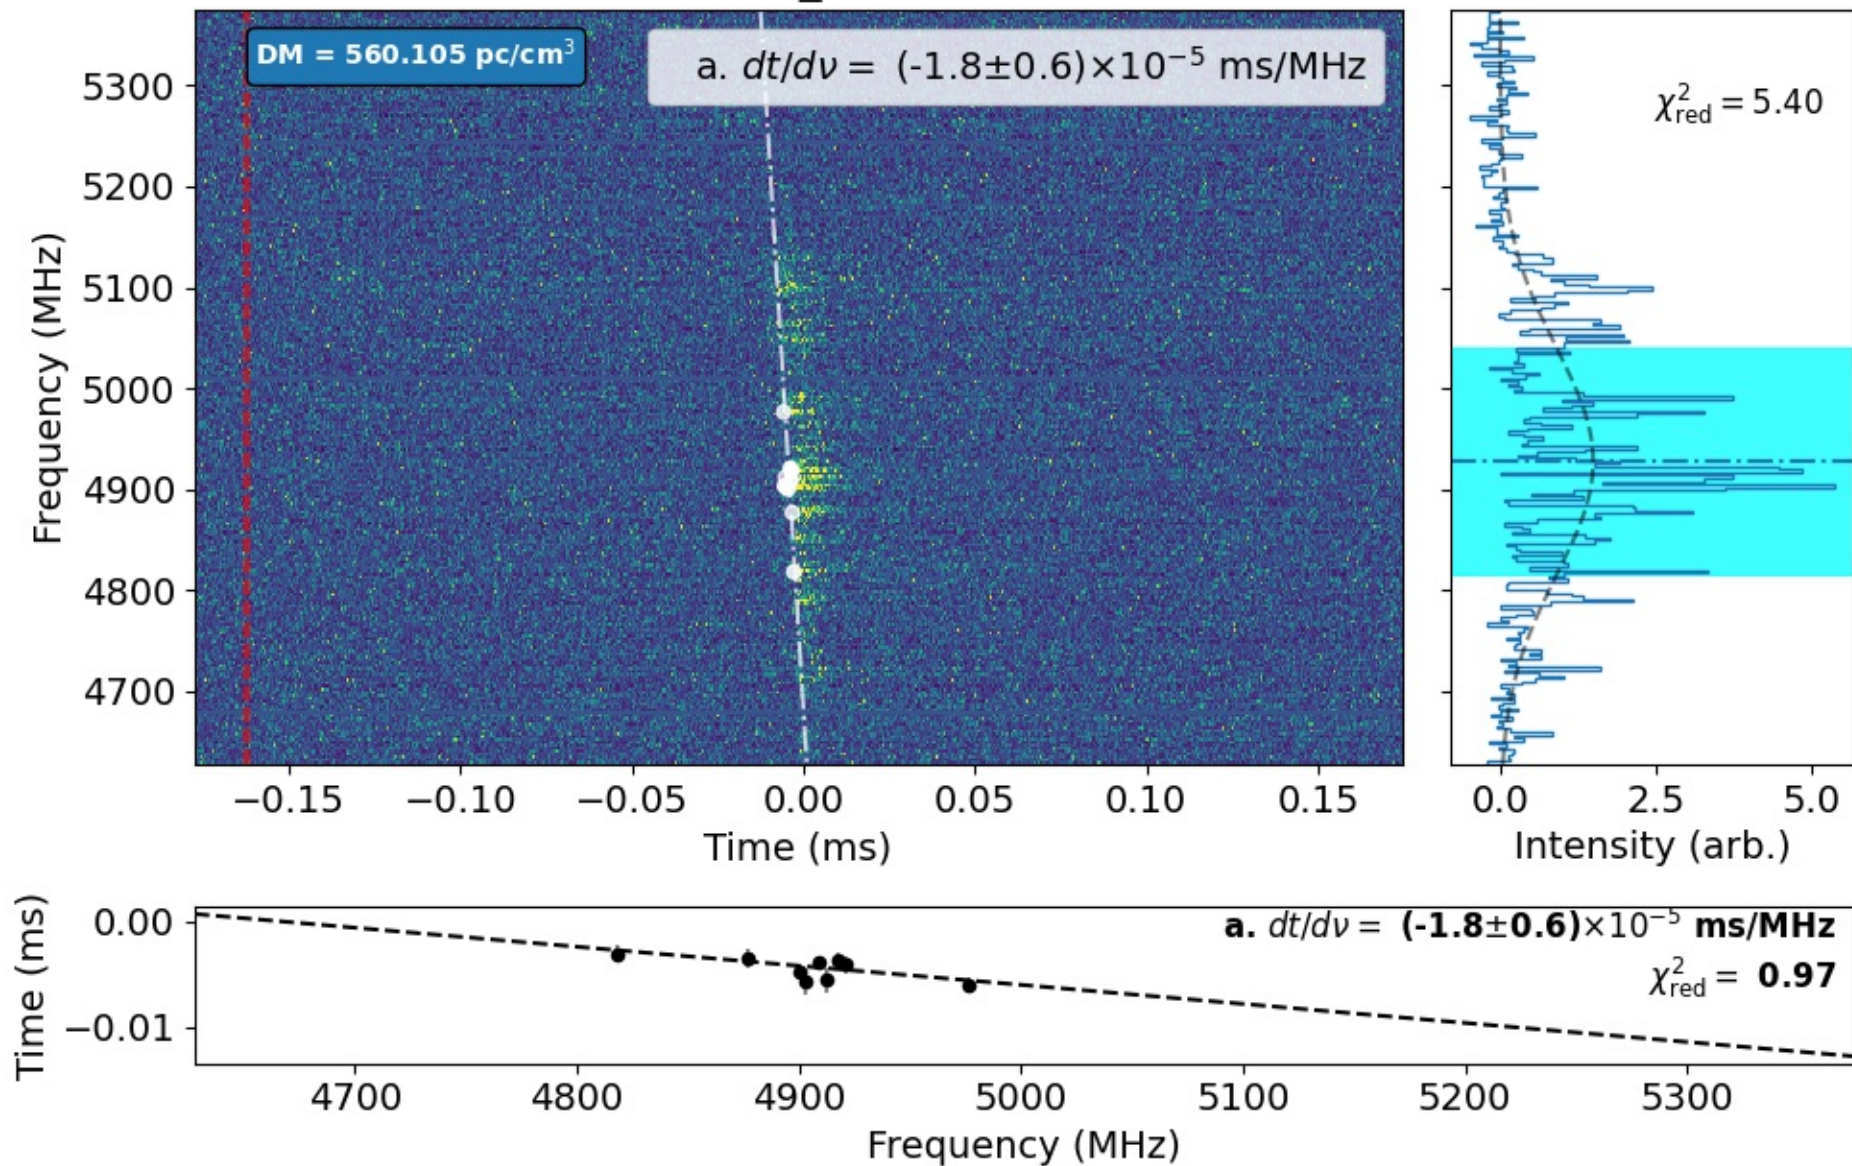 DM = 560.105 pc/cm³
a. dt/dν = (-1.8±0.6)×10⁻⁵ ms/MHz
χ²red = 5.40
5300
5200
5100
5000
4900
4800
4700
Frequency (MHz)
−0.15 −0.10 −0.05 0.00 0.05 0.10 0.15
Time (ms)
0.0 2.5 5.0
Intensity (arb.)
a. dt/dν = (-1.8±0.6)×10⁻⁵ ms/MHz
χ²red = 0.97
0.00
−0.01
Time (ms)
4700 4800 4900 5000 5100 5200 5300
Frequency (MHz)